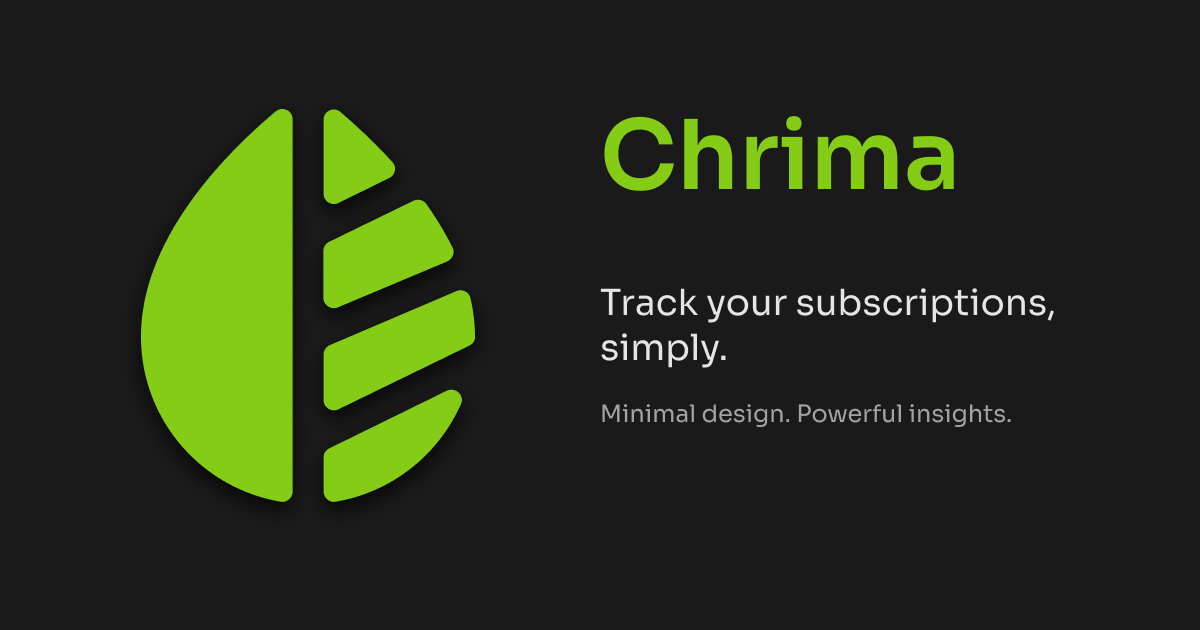 Chrima
Track your subscriptions,
simply.
Minimal design. Powerful insights.